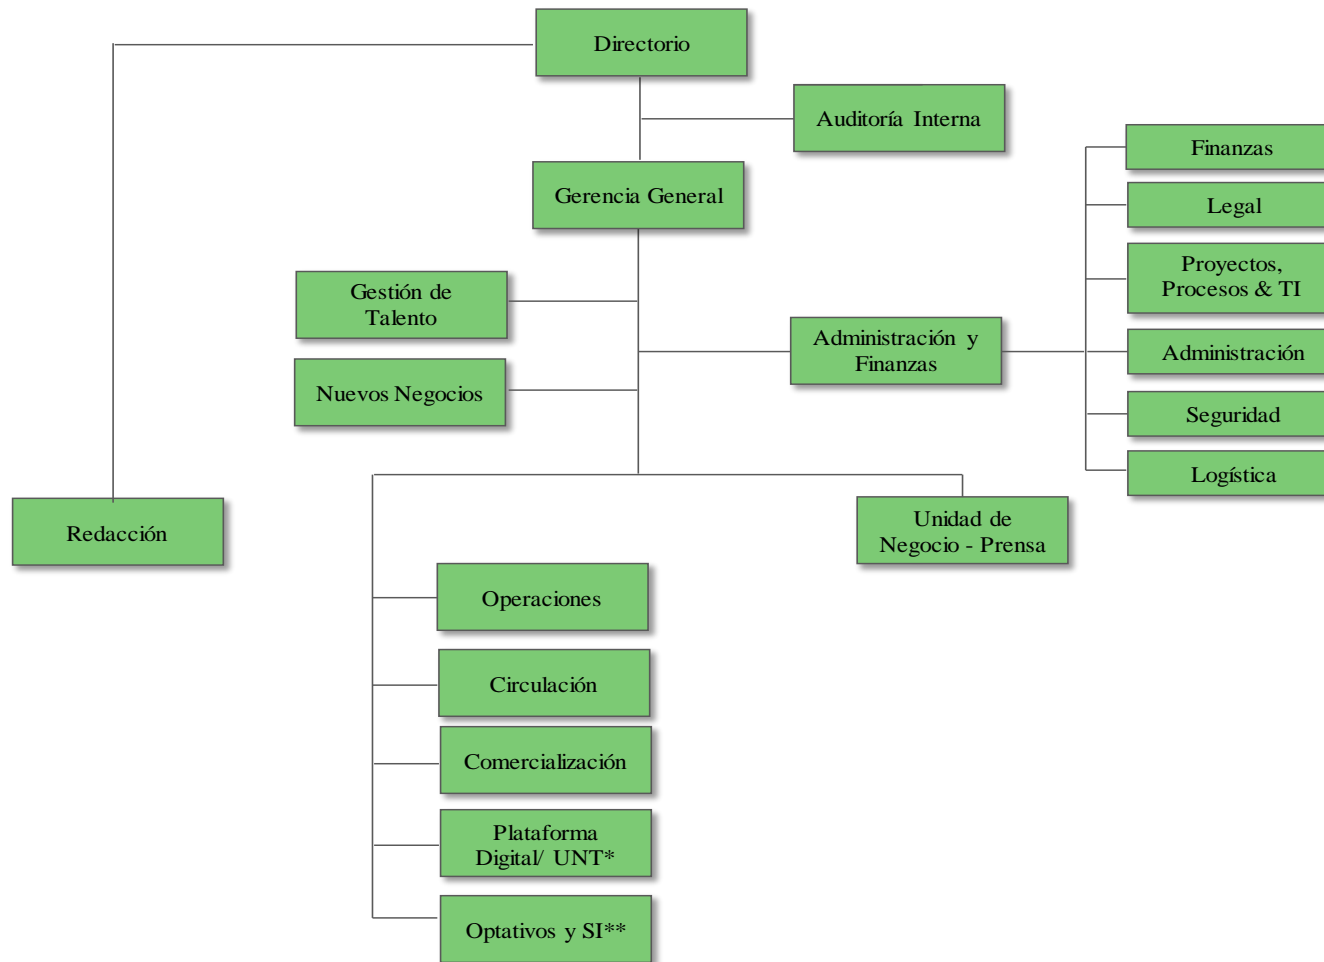 Directorio
Auditoría Interna
Finanzas
Gerencia General
Legal
Proyectos,
Procesos & TI
Gestión de
Talento
Administración y
Finanzas
Administración
Nuevos Negocios
Seguridad
Logística
Redacción
Unidad de
Negocio - Prensa
Operaciones
Circulación
Comercialización
Plataforma
Digital/ UNT*
Optativos y SI**